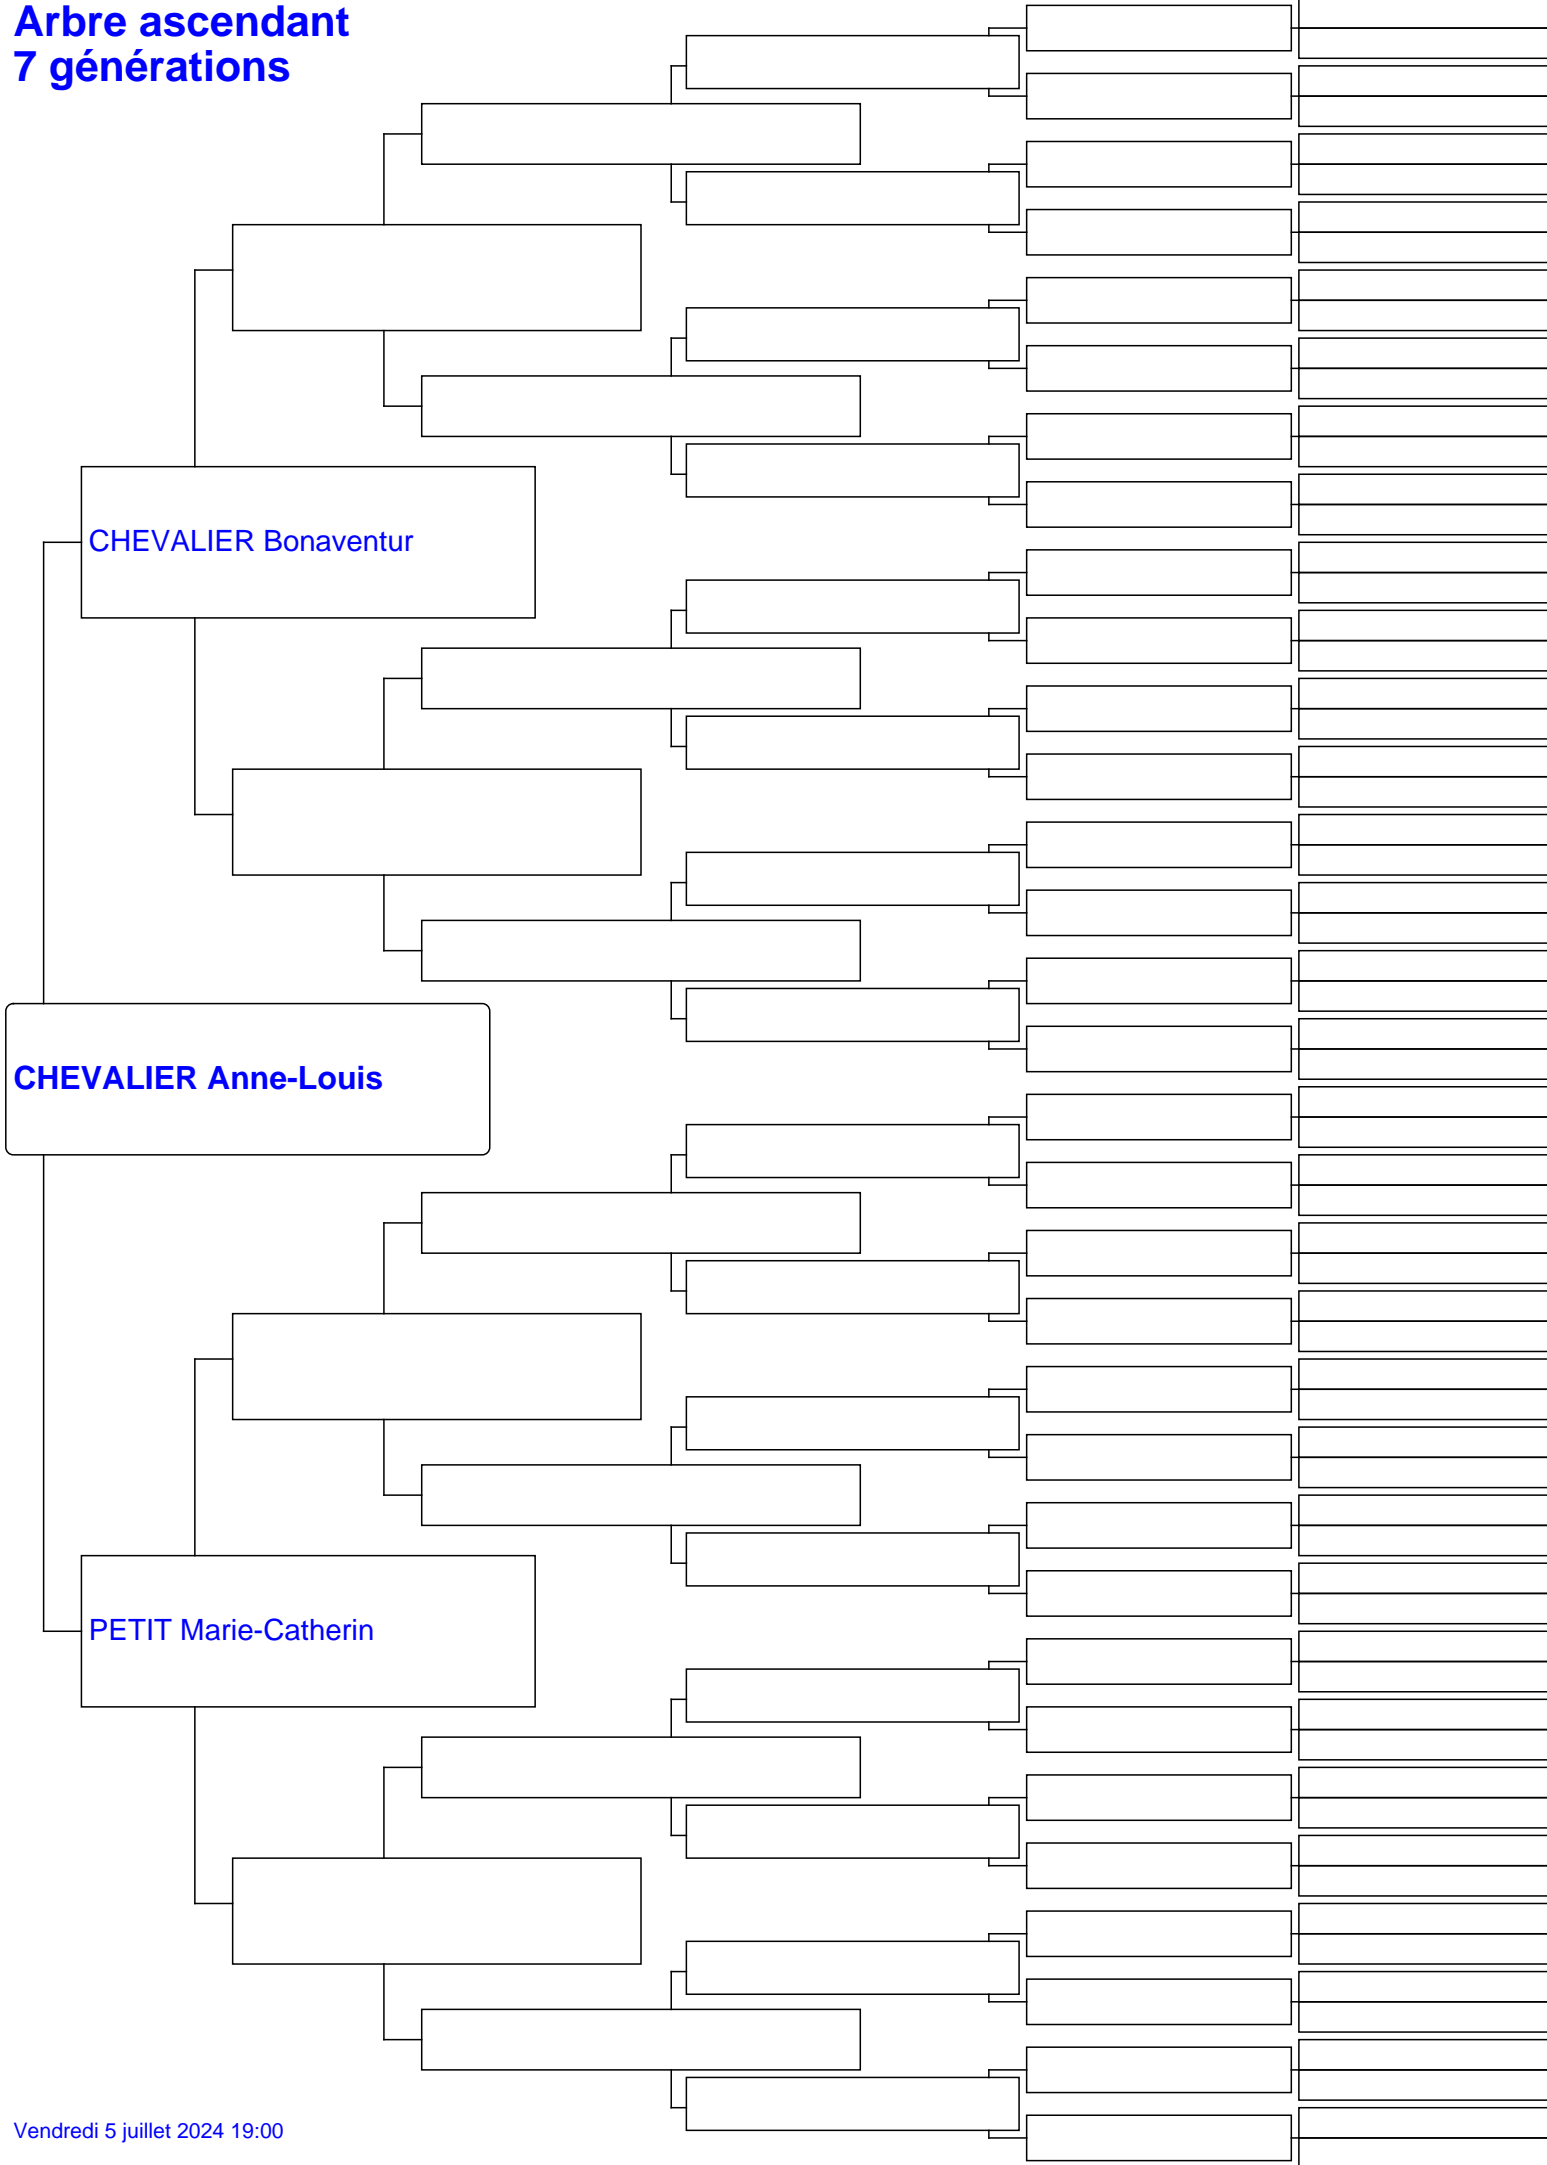 Arbre ascendant
7 générations
CHEVALIER Bonaventur
CHEVALIER Anne-Louis
PETIT Marie-Catherin
Vendredi 5 juillet 2024 19:00